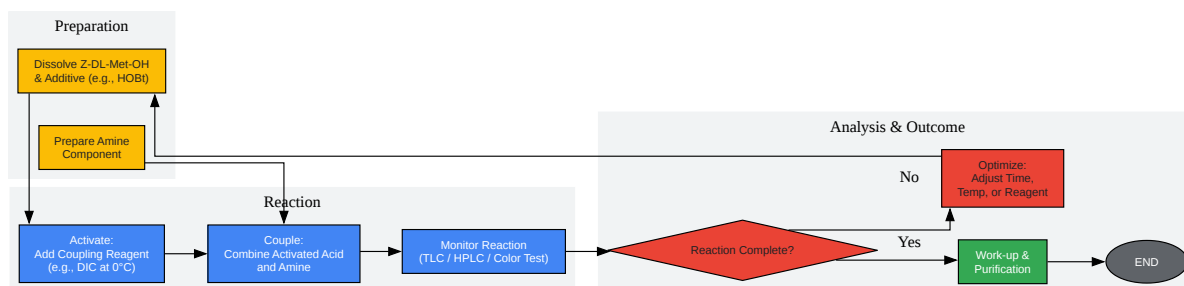 Preparation
Dissolve Z-DL-Met-OH
& Additive (e.g., HOBt)
Prepare Amine
Component
Reaction
Activate:
Add Coupling Reagent
(e.g., DIC at 0°C)
Couple:
Combine Activated Acid
and Amine
Monitor Reaction
(TLC / HPLC / Color Test)
Analysis & Outcome
Reaction Complete?
No
Optimize:
Adjust Time,
Temp, or Reagent
Yes
Work-up &
Purification
END